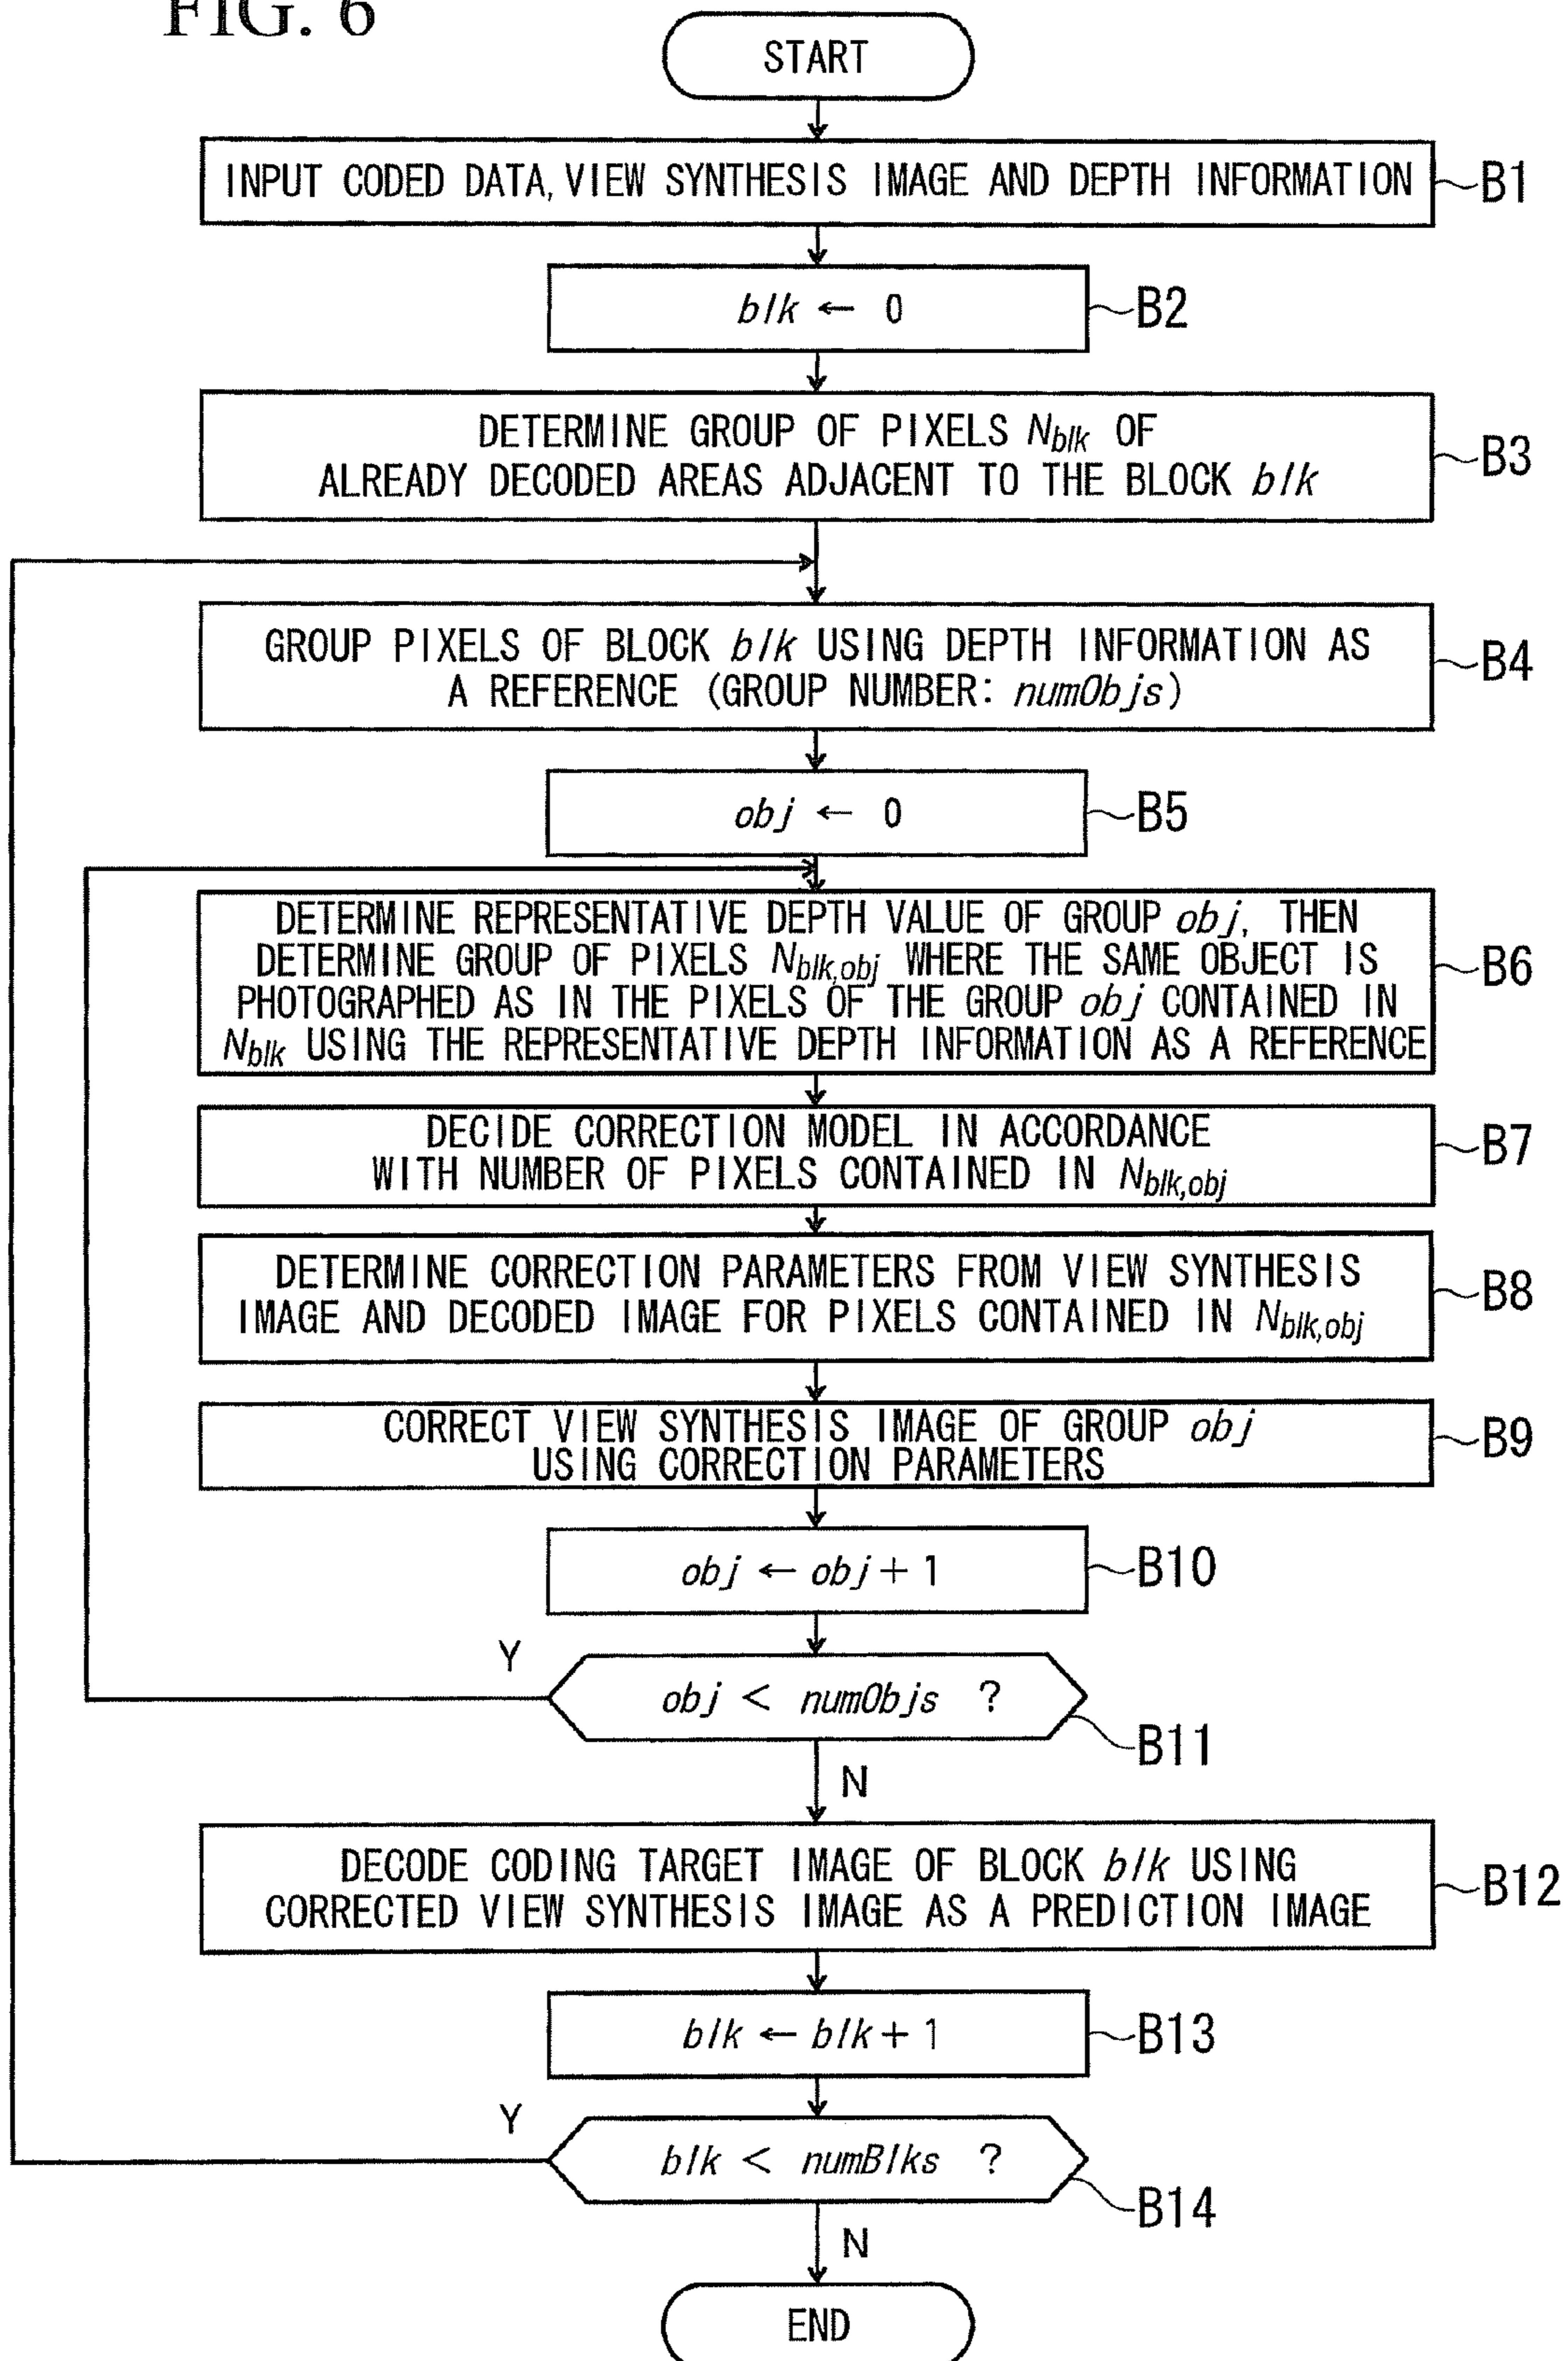 FIG. 6
START
INPUT CODED DATA, VIEW SYNTHESIS IMAGE AND DEPTH INFORMATION
B1
blk ← 0
B2
DETERMINE GROUP OF PIXELS Nblk OF
ALREADY DECODED AREAS ADJACENT TO THE BLOCK blk
B3
GROUP PIXELS OF BLOCK blk USING DEPTH INFORMATION AS
A REFERENCE (GROUP NUMBER: numObjs)
B4
obj ← 0
B5
DETERMINE REPRESENTATIVE DEPTH VALUE OF GROUP obj, THEN
DETERMINE GROUP OF PIXELS Nblk,obj WHERE THE SAME OBJECT IS
PHOTOGRAPHED AS IN THE PIXELS OF THE GROUP obj CONTAINED IN
Nblk USING THE REPRESENTATIVE DEPTH INFORMATION AS A REFERENCE
B6
DECIDE CORRECTION MODEL IN ACCORDANCE
WITH NUMBER OF PIXELS CONTAINED IN Nblk,obj
B7
DETERMINE CORRECTION PARAMETERS FROM VIEW SYNTHESIS
IMAGE AND DECODED IMAGE FOR PIXELS CONTAINED IN Nblk,obj
B8
CORRECT VIEW SYNTHESIS IMAGE OF GROUP obj
USING CORRECTION PARAMETERS
B9
obj ← obj + 1
B10
Y
obj < numObjs ?
B11
N
DECODE CODING TARGET IMAGE OF BLOCK blk USING
CORRECTED VIEW SYNTHESIS IMAGE AS A PREDICTION IMAGE
B12
blk ← blk + 1
B13
Y
blk < numBlks ?
B14
N
END